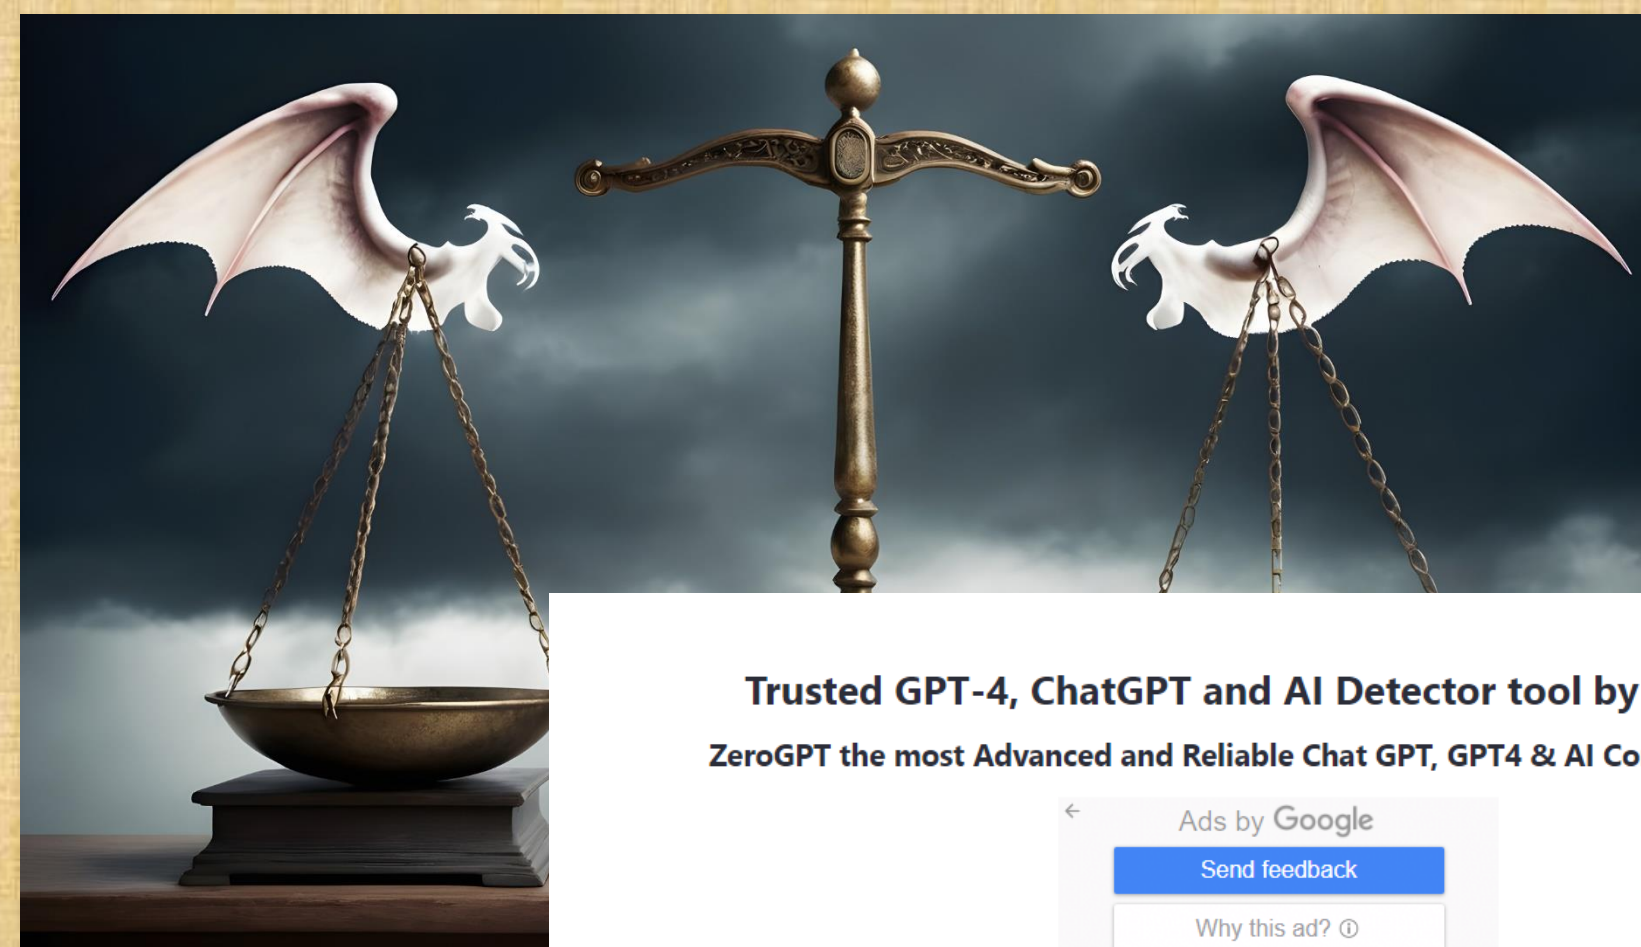 Trusted GPT-4, ChatGPT and AI Detector tool by
ZeroGPT the most Advanced and Reliable Chat GPT, GPT4 & AI Co
Ads by Google
Send feedback
Why this ad?